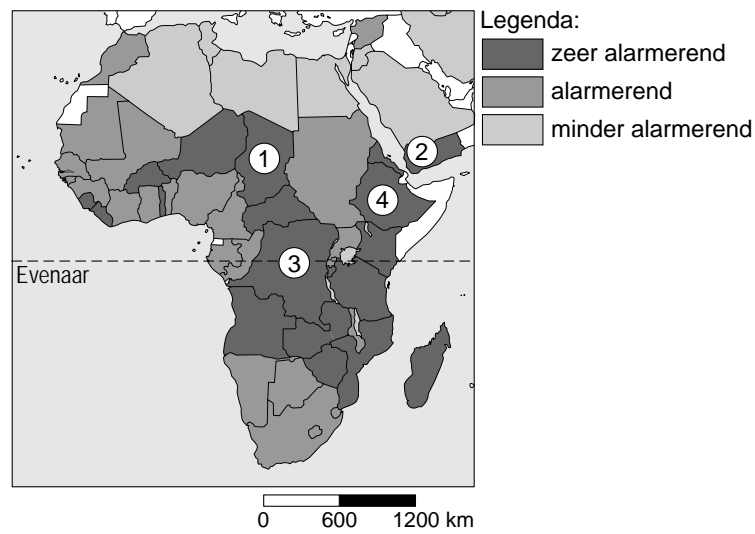 Legenda:
zeer alarmerend
alarmerend
minder alarmerend
1
2
4
3
Evenaar
0 600 1200 km